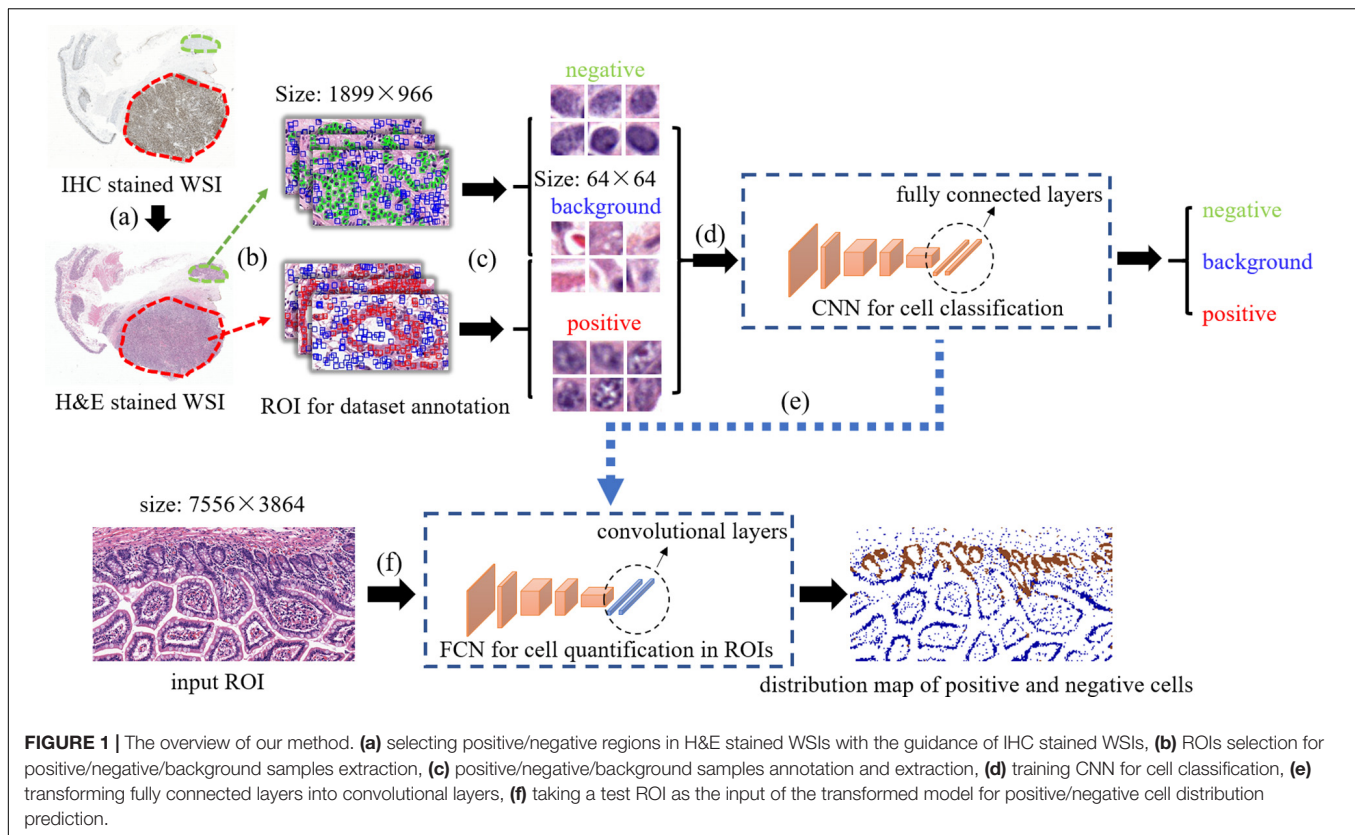 IHC stained WSI
(a)
H&E stained WSI
(b)
Size: 1899×966
ROI for dataset annotation
(c)
negative
Size: 64×64
background
positive
(d)
fully connected layers
CNN for cell classification
negative
background
positive
(e)
size: 7556×3864
input ROI
(f)
convolutional layers
FCN for cell quantification in ROIs
distribution map of positive and negative cells
FIGURE 1 | The overview of our method. (a) selecting positive/negative regions in H&E stained WSIs with the guidance of IHC stained WSIs, (b) ROIs selection for
positive/negative/background samples extraction, (c) positive/negative/background samples annotation and extraction, (d) training CNN for cell classification, (e)
transforming fully connected layers into convolutional layers, (f) taking a test ROI as the input of the transformed model for positive/negative cell distribution
prediction.